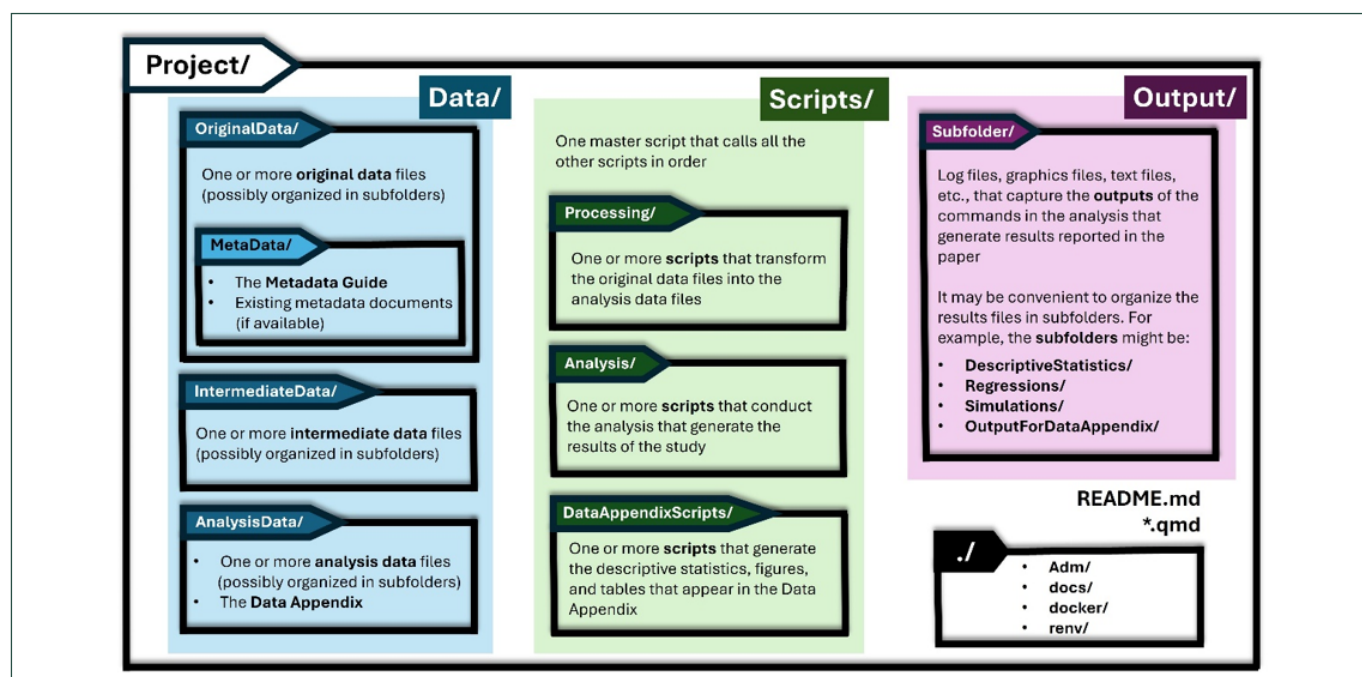 Project/
Data/
OriginalData/
One or more original data files
(possibly organized in subfolders)
MetaData/
• The Metadata Guide
• Existing metadata documents
(if available)
IntermediateData/
One or more intermediate data files
(possibly organized in subfolders)
AnalysisData/
• One or more analysis data files
(possibly organized in subfolders)
• The Data Appendix
Scripts/
One master script that calls all the
other scripts in order
Processing/
One or more scripts that transform
the original data files into the
analysis data files
Analysis/
One or more scripts that conduct
the analysis that generate the
results of the study
DataAppendixScripts/
One or more scripts that generate
the descriptive statistics, figures,
and tables that appear in the Data
Appendix
Output/
Subfolder/
Log files, graphics files, text files,
etc., that capture the outputs of the
commands in the analysis that
generate results reported in the
paper
It may be convenient to organize the
results files in subfolders. For
example, the subfolders might be:
• DescriptiveStatistics/
• Regressions/
• Simulations/
• OutputForDataAppendix/
README.md
*.qmd
./
• Adm/
• docs/
• docker/
• renv/